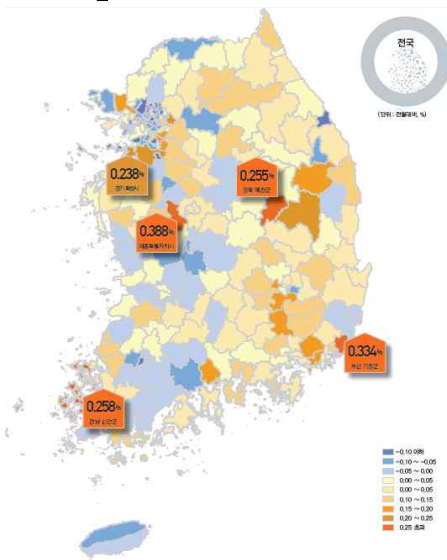 전국
(단위 : 전월대비, %)
0.238%
경기 화성시
0.255%
경북 예천군
0.388%
세종특별자치시
0.334%
부산 기장군
0.258%
전남 신안군
-0.10 이하
-0.10 ~ -0.05
-0.05 ~ 0.00
0.00 ~ 0.05
0.00 ~ 0.05
0.10 ~ 0.15
0.15 ~ 0.20
0.20 ~ 0.25
0.25 초과